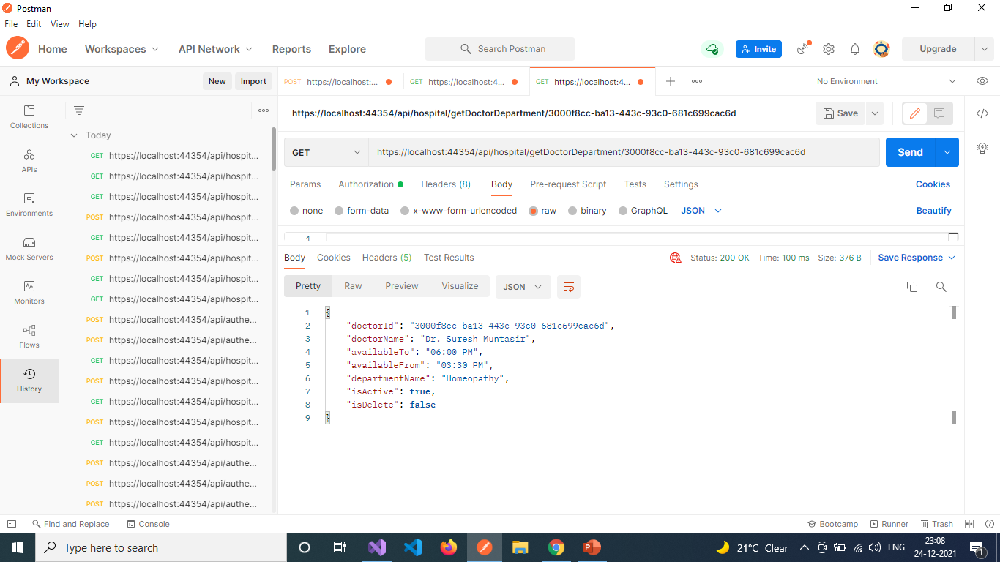 Postman
File Edit View Help
Home Workspaces API Network Reports Explore Search Postman Invite Upgrade
My Workspace New Import POST https://localhost:... GET https://localhost:4... GET https://localhost:4... No Environment
https://localhost:44354/api/hospital/getDoctorDepartment/3000f8cc-ba13-443c-93c0-681c699cac6d Save
Collections
APIs
Environments
Mock Servers
Monitors
Flows
History
Today
GET https://localhost:44354/api/hospit...
GET https://localhost:44354/api/hospit...
GET https://localhost:44354/api/hospit...
POST https://localhost:44354/api/hospit...
GET https://localhost:44354/api/hospit...
POST https://localhost:44354/api/hospit...
GET https://localhost:44354/api/hospit...
GET https://localhost:44354/api/hospit...
POST https://localhost:44354/api/authe...
POST https://localhost:44354/api/authe...
GET https://localhost:44354/api/hospit...
POST https://localhost:44354/api/hospit...
GET https://localhost:44354/api/hospit...
POST https://localhost:44354/api/hospit...
GET https://localhost:44354/api/hospit...
POST https://localhost:44354/api/authe...
POST https://localhost:44354/api/authe...
POST https://localhost:44354/api/authe...
GET https://localhost:44354/api/hospital/getDoctorDepartment/3000f8cc-ba13-443c-93c0-681c699cac6d Send
Params Authorization Headers (8) Body Pre-request Script Tests Settings Cookies
none form-data x-www-form-urlencoded raw binary GraphQL JSON Beautify
1
Body Cookies Headers (5) Test Results Status: 200 OK Time: 100 ms Size: 376 B Save Response
Pretty Raw Preview Visualize JSON
1 {
2 "doctorId": "3000f8cc-ba13-443c-93c0-681c699cac6d",
3 "doctorName": "Dr. Suresh Muntasir",
4 "availableTo": "06:00 PM",
5 "availableFrom": "03:30 PM",
6 "departmentName": "Homeopathy",
7 "isActive": true,
8 "isDelete": false
9 }
Find and Replace Console Bootcamp Runner Trash
Type here to search 21°C Clear ENG 23:08
24-12-2021 1